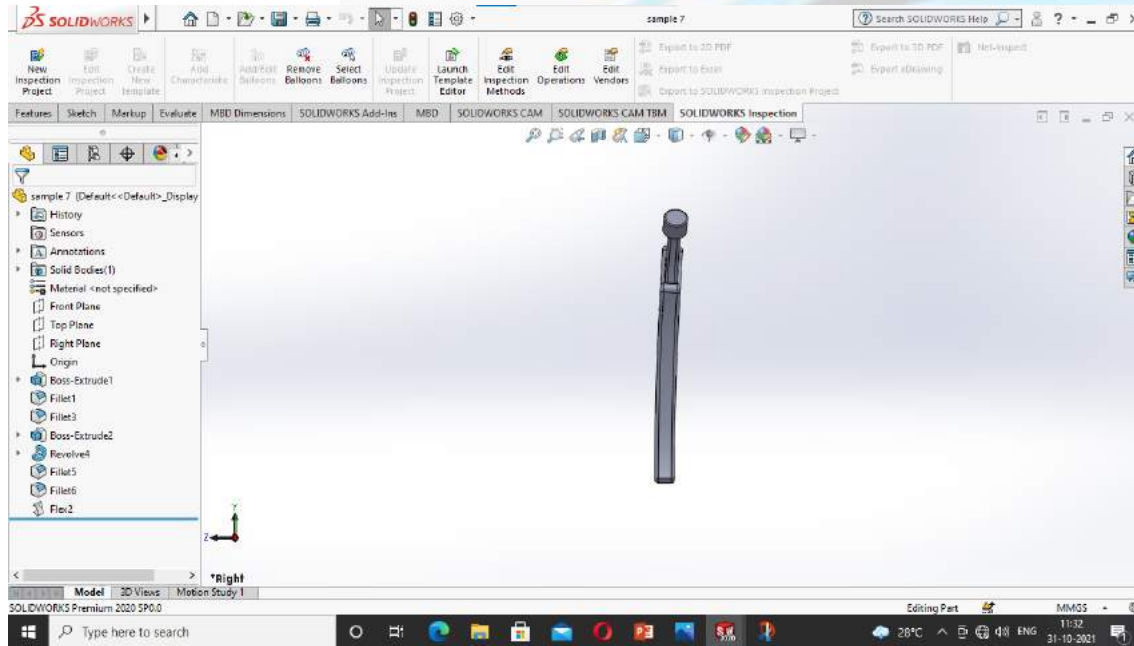 SOLIDWORKS
sample 7
Search SOLIDWORKS Help
New Inspection Project
Edit Inspection Project
Create New template
Add Characteristic
Add/Edit Balloons
Remove Balloons
Select Balloons
Update Inspection Project
Launch Template Editor
Edit Inspection Methods
Edit Operations
Edit Vendors
Export to 2D PDF
Export to Excel
Export to SOLIDWORKS Inspection Project
Export to 3D PDF
Export eDrawing
Net-Inspect
Features Sketch Markup Evaluate MBD Dimensions SOLIDWORKS Add-Ins MBD SOLIDWORKS CAM SOLIDWORKS CAM TBM SOLIDWORKS Inspection
sample 7 (Default<<Default>_Display
History
Sensors
Annotations
Solid Bodies(1)
Material <not specified>
Front Plane
Top Plane
Right Plane
Origin
Boss-Extrude1
Fillet1
Fillet3
Boss-Extrude2
Revolve4
Fillet5
Fillet6
Flex2
Y
Z
*Right
Model 3D Views Motion Study 1
SOLIDWORKS Premium 2020 SP0.0
Editing Part
MMGS
Type here to search
28°C
ENG
11:32
31-10-2021